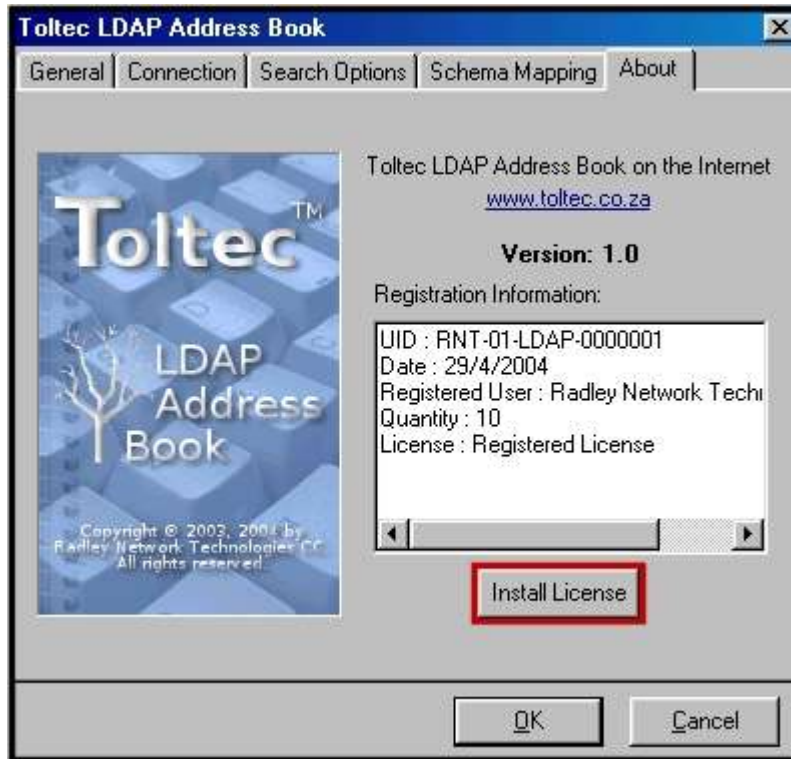 Toltec LDAP Address Book
General Connection Search Options Schema Mapping About
Toltec™
LDAP
Address
Book
Copyright © 2003, 2004 by
Radley Network Technologies CC
All rights reserved.
Toltec LDAP Address Book on the Internet
www.toltec.co.za
Version: 1.0
Registration Information:
UID : RNT-01-LDAP-0000001
Date : 29/4/2004
Registered User : Radley Network Techn
Quantity : 10
License : Registered License
Install License
OK Cancel